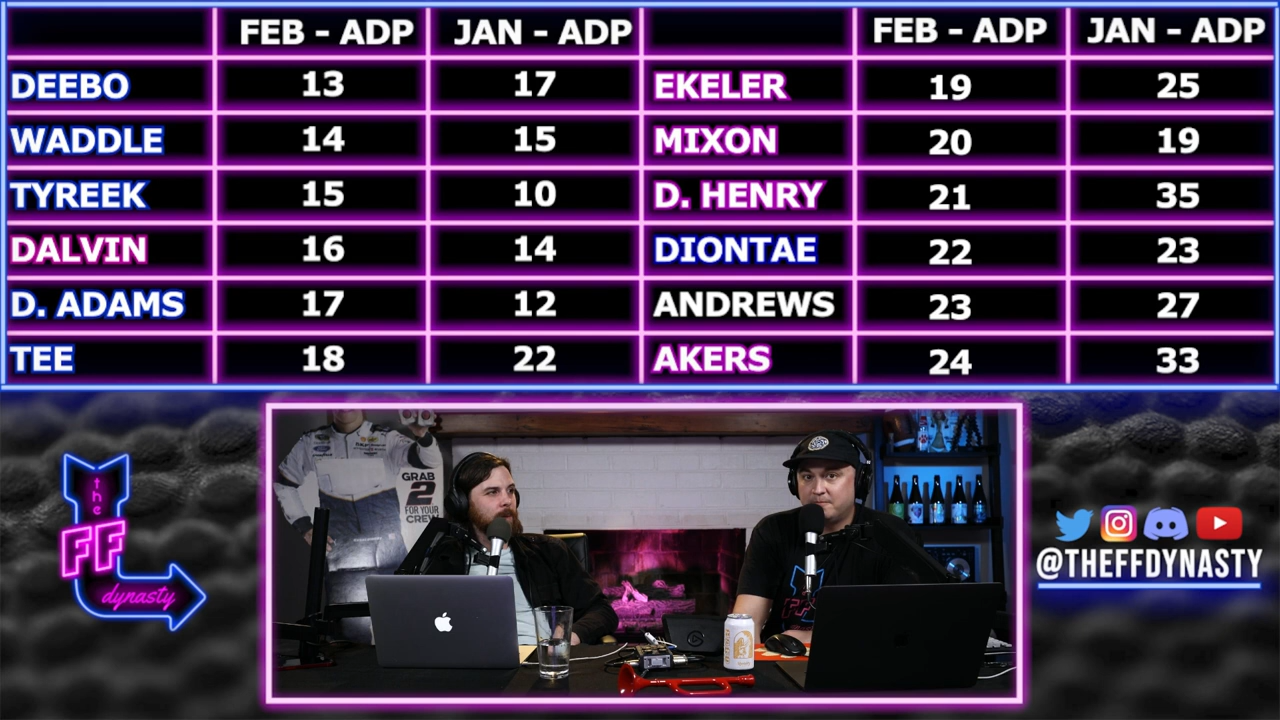 FEB - ADP JAN - ADP FEB - ADP JAN - ADP
DEEBO 13 17 EKELER 19 25
WADDLE 14 15 MIXON 20 19
TYREEK 15 10 D. HENRY 21 35
DALVIN 16 14 DIONTAE 22 23
D. ADAMS 17 12 ANDREWS 23 27
TEE 18 22 AKERS 24 33
GRAB
2
FOR YOUR
CREW
the
FF
dynasty
@THEFFDYNASTY